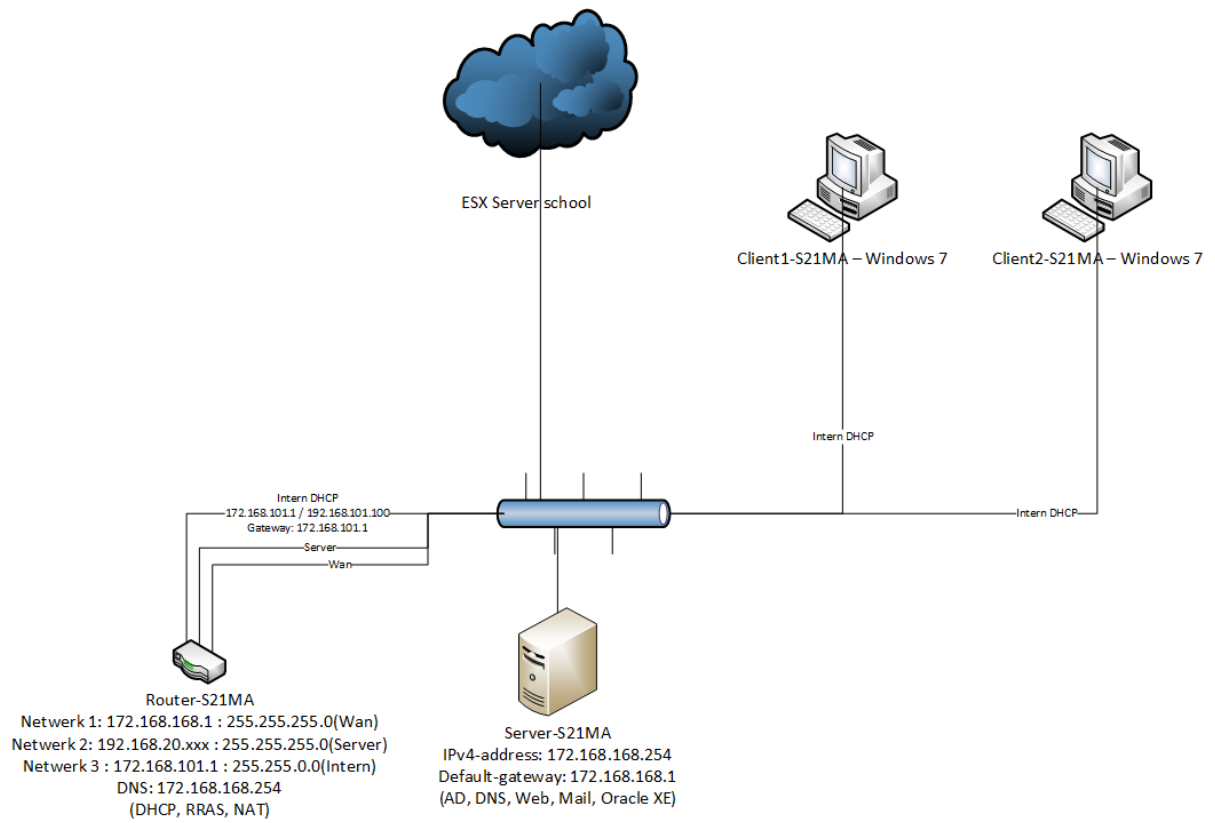 ESX Server school
Client1-S21MA – Windows 7
Client2-S21MA – Windows 7
Intern DHCP
Intern DHCP
Intern DHCP
172.168.101.1 / 192.168.101.100
Gateway: 172.168.101.1
Server
Wan
Router-S21MA
Netwerk 1: 172.168.168.1 : 255.255.255.0(Wan)
Netwerk 2: 192.168.20.xxx : 255.255.255.0(Server)
Netwerk 3 : 172.168.101.1 : 255.255.0.0(Intern)
DNS: 172.168.168.254
(DHCP, RRAS, NAT)
Server-S21MA
IPv4-address: 172.168.168.254
Default-gateway: 172.168.168.1
(AD, DNS, Web, Mail, Oracle XE)